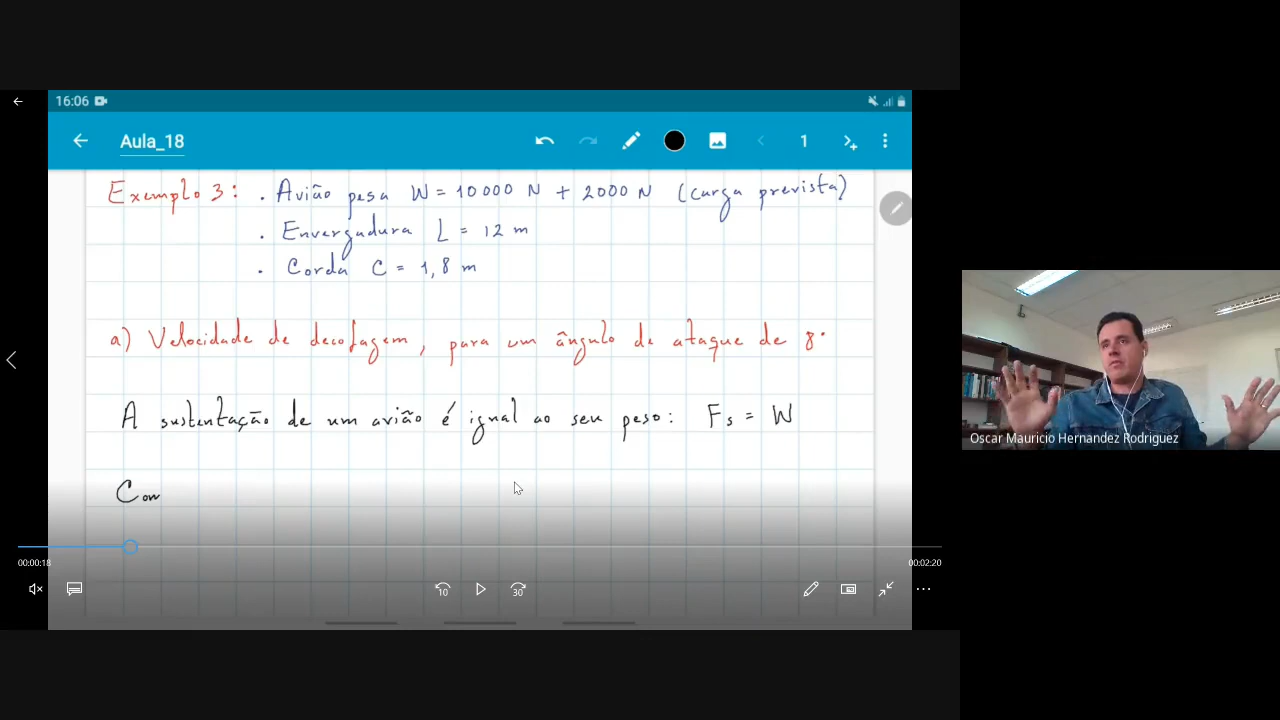 16:06
Aula_18
1
Exemplo 3: . Avião pesa W = 10000 N + 2000 N (carga prevista)
. Envergadura L = 12 m
. Corda C = 1,8 m
a) Velocidade de decolagem, para um ângulo de ataque de 8°
A sustentação de um avião é igual ao seu peso: Fs = W
Com
Oscar Mauricio Hernandez Rodriguez
00:00:18
00:02:20
10
30